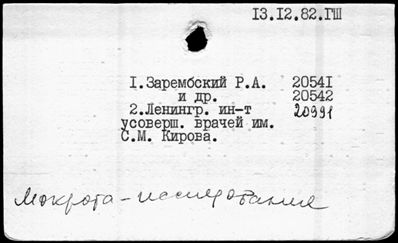 13.12.82.ГШ
1.Зарембский Р.А. 20541
и др. 20542
2.Ленингр. ин-т 20991
усоверш. врачей им.
С.М. Кирова.
Мокрота - исследование